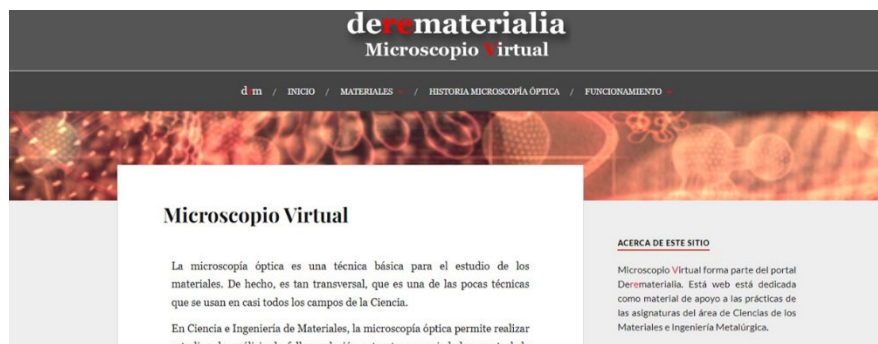 derematerialia
Microscopio Virtual
drm / INICIO / MATERIALES / HISTORIA MICROSCOPÍA ÓPTICA / FUNCIONAMIENTO
Microscopio Virtual
La microscopía óptica es una técnica básica para el estudio de los
materiales. De hecho, es tan transversal, que es una de las pocas técnicas
que se usan en casi todos los campos de la Ciencia.
En Ciencia e Ingeniería de Materiales, la microscopía óptica permite realizar
ACERCA DE ESTE SITIO
Microscopio Virtual forma parte del portal
Derematerialia. Está web está dedicada
como material de apoyo a las prácticas de
las asignaturas del área de Ciencias de los
Materiales e Ingeniería Metalúrgica.